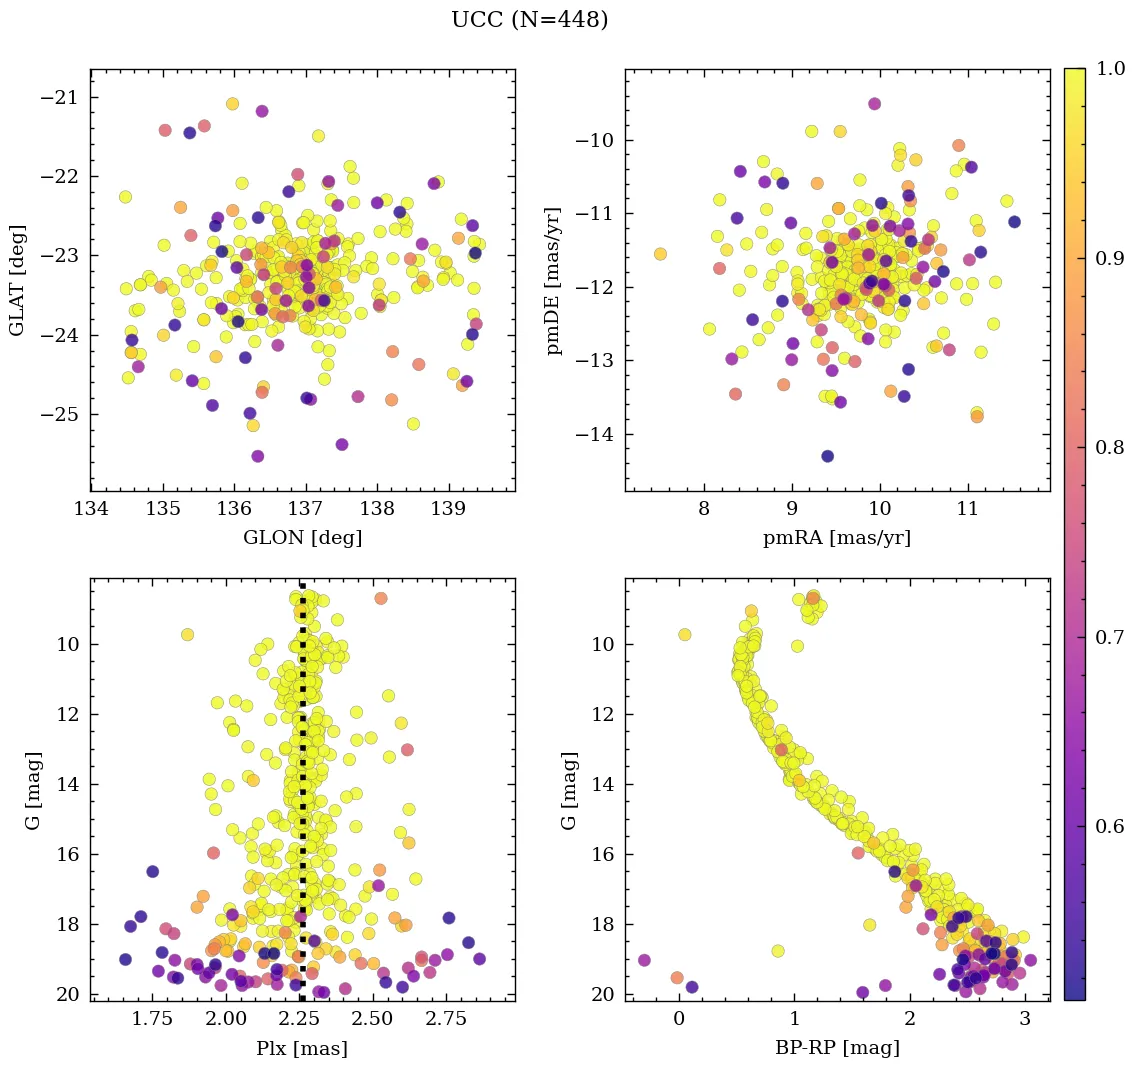 UCC (N=448)
−21
−22
−23
−24
−25
GLAT [deg]
134 135 136 137 138 139
GLON [deg]
−10
−11
−12
−13
−14
pmDE [mas/yr]
8 9 10 11
pmRA [mas/yr]
1.0
0.9
0.8
0.7
0.6
10
12
14
16
18
20
G [mag]
1.75 2.00 2.25 2.50 2.75
Plx [mas]
10
12
14
16
18
20
G [mag]
0 1 2 3
BP-RP [mag]